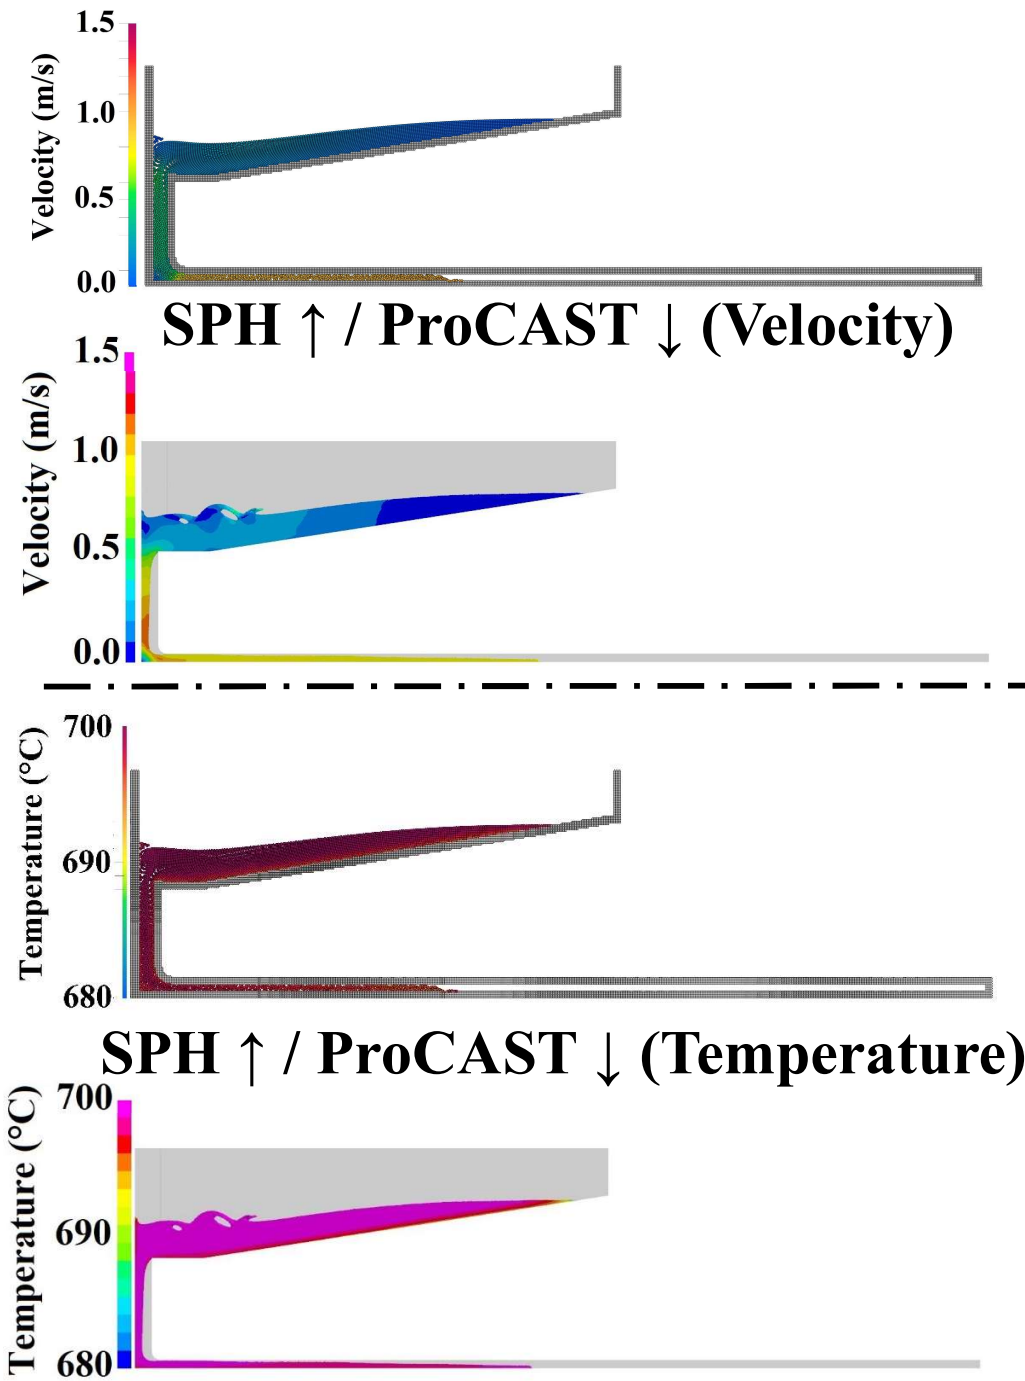 1.5
1.0
0.5
0.0
Velocity (m/s)
SPH ↑ / ProCAST ↓ (Velocity)
1.5
1.0
0.5
0.0
Velocity (m/s)
700
690
680
Temperature (°C)
SPH ↑ / ProCAST ↓ (Temperature)
700
690
680
Temperature (°C)